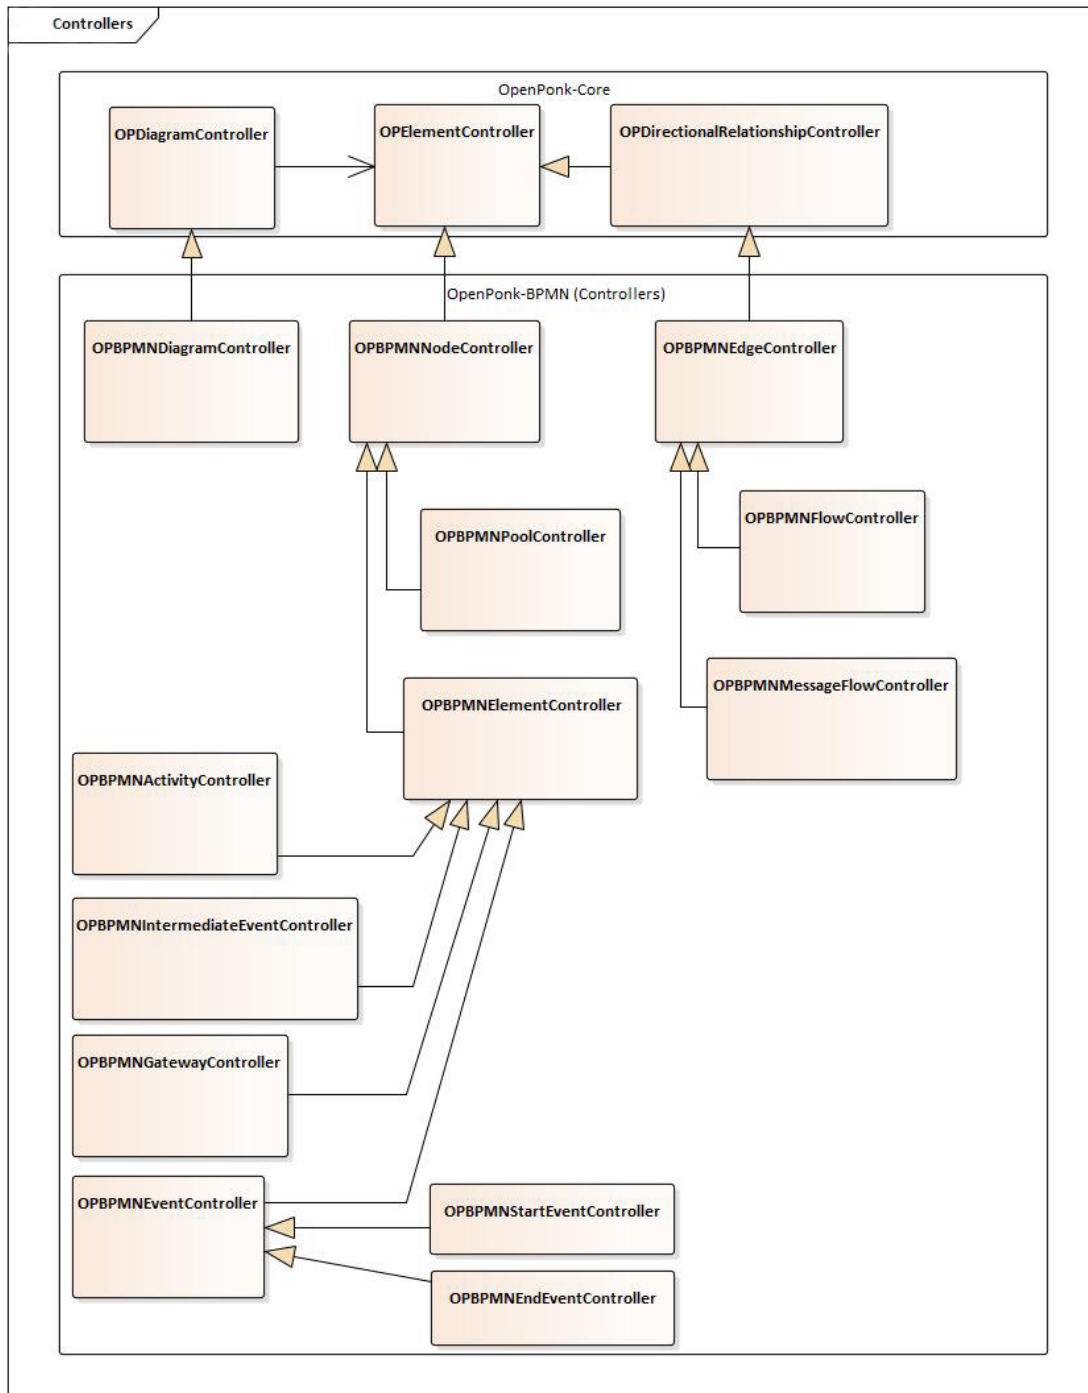 Controllers
OpenPonk-Core
OPDiagramController
OPElementController
OPDirectionalRelationshipController
OpenPonk-BPMN (Controllers)
OPBPMNDiagramController
OPBPMNNodeController
OPBPMNEdgeController
OPBPMNFlowController
OPBPMNPoolController
OPBPMNMessageFlowController
OPBPMNElementController
OPBPMNActivityController
OPBPMNIntermediateEventController
OPBPMNGatewayController
OPBPMNEventController
OPBPMNStartEventController
OPBPMNEndEventController